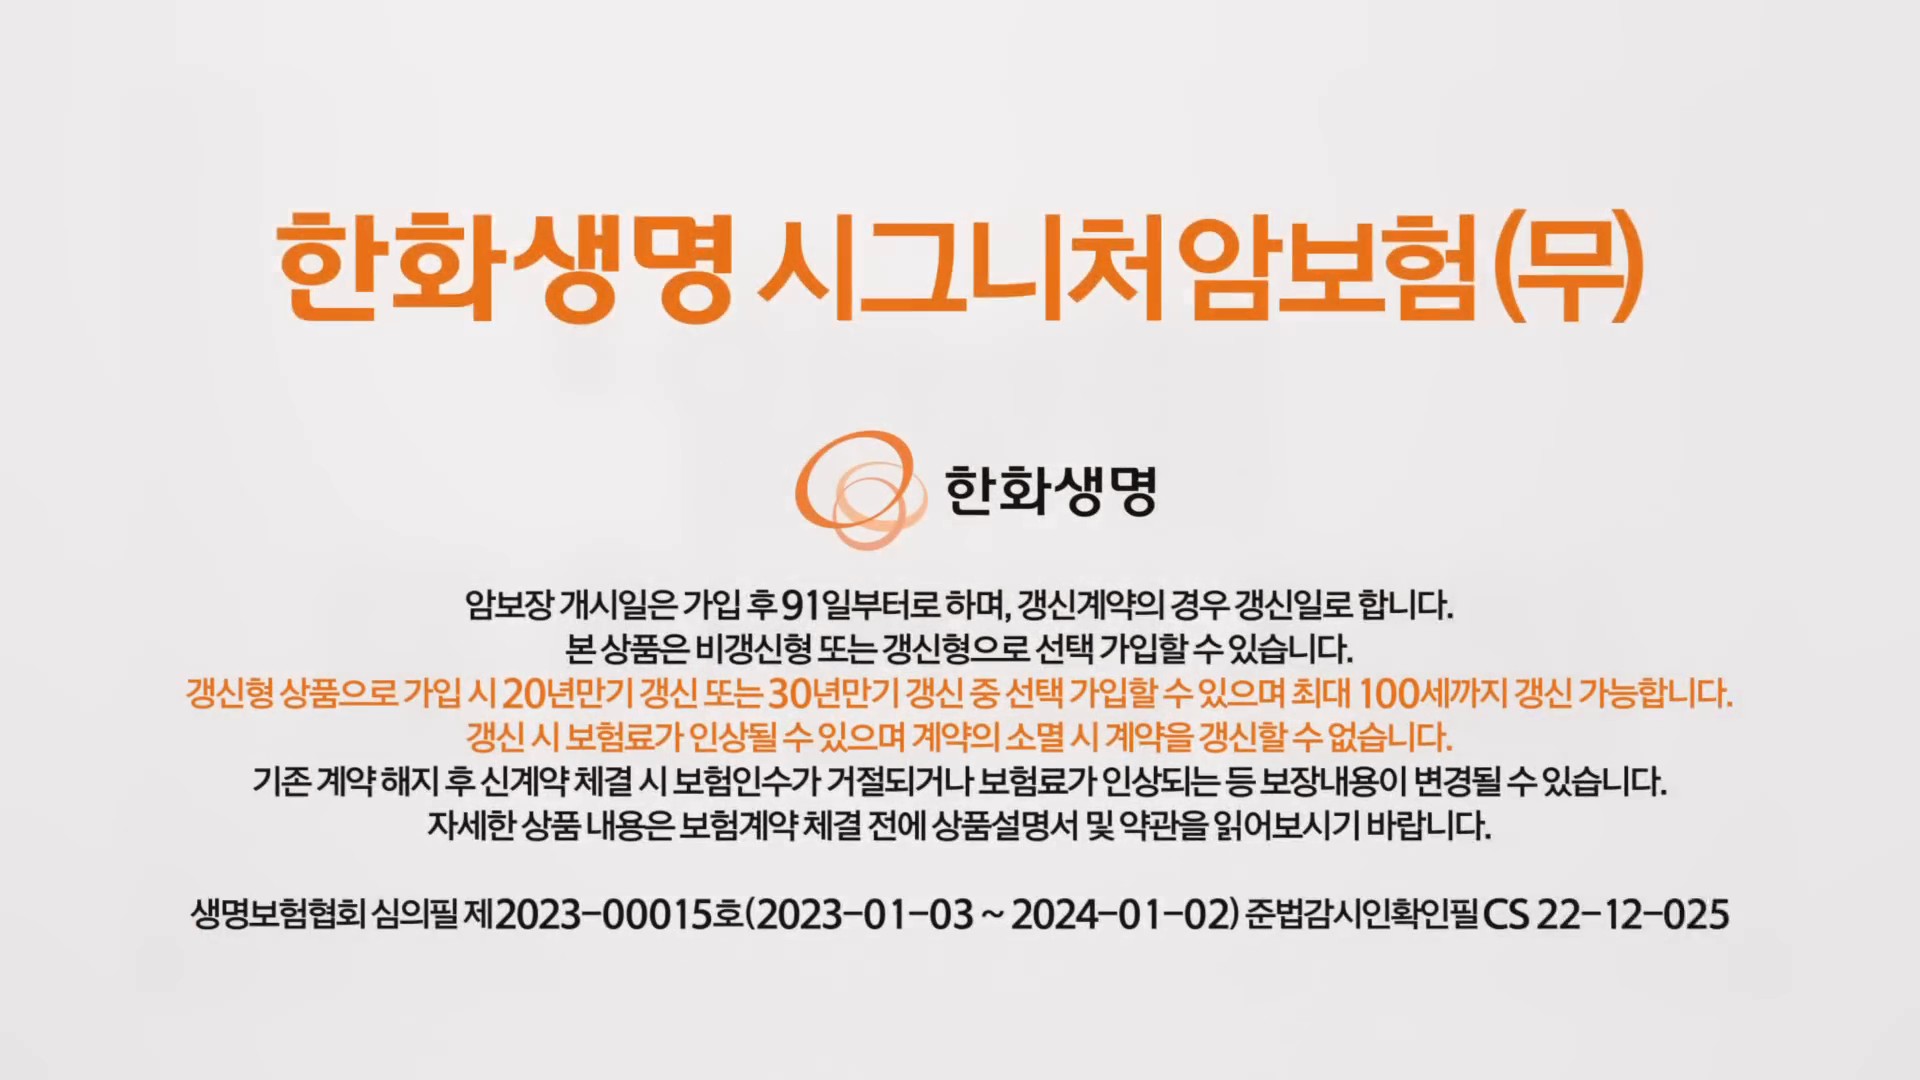 한화생명 시그니처 암보험(무)
한화생명
암보장 개시일은 가입 후 91일부터로 하며, 갱신계약의 경우 갱신일로 합니다.
본 상품은 비갱신형 또는 갱신형으로 선택 가입할 수 있습니다.
갱신형 상품으로 가입 시 20년만기 갱신 또는 30년만기 갱신 중 선택 가입할 수 있으며 최대 100세까지 갱신 가능합니다.
갱신 시 보험료가 인상될 수 있으며 계약의 소멸 시 계약을 갱신할 수 없습니다.
기존 계약 해지 후 신계약 체결 시 보험인수가 거절되거나 보험료가 인상되는 등 보장내용이 변경될 수 있습니다.
자세한 상품 내용은 보험계약 체결 전에 상품설명서 및 약관을 읽어보시기 바랍니다.
생명보험협회 심의필 제2023-00015호(2023-01-03 ~ 2024-01-02) 준법감시인확인필 CS 22-12-025